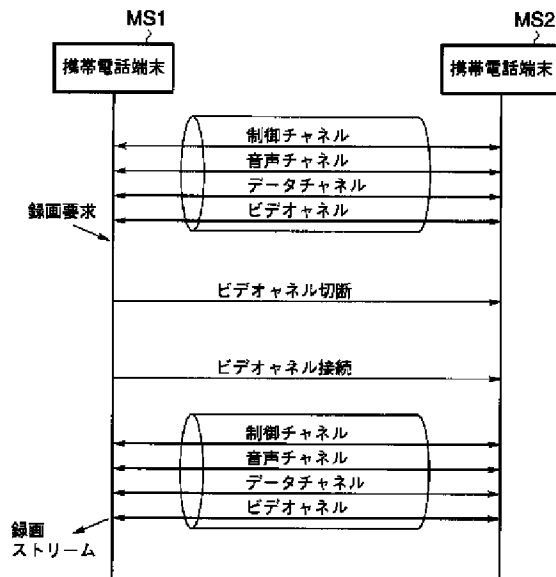 MS1
MS2
携帯電話端末
携帯電話端末
制御チャネル
音声チャネル
データチャネル
ビデオャネル
録画要求
ビデオャネル切断
ビデオャネル接続
制御チャネル
音声チャネル
データチャネル
ビデオャネル
録画
ストリーム